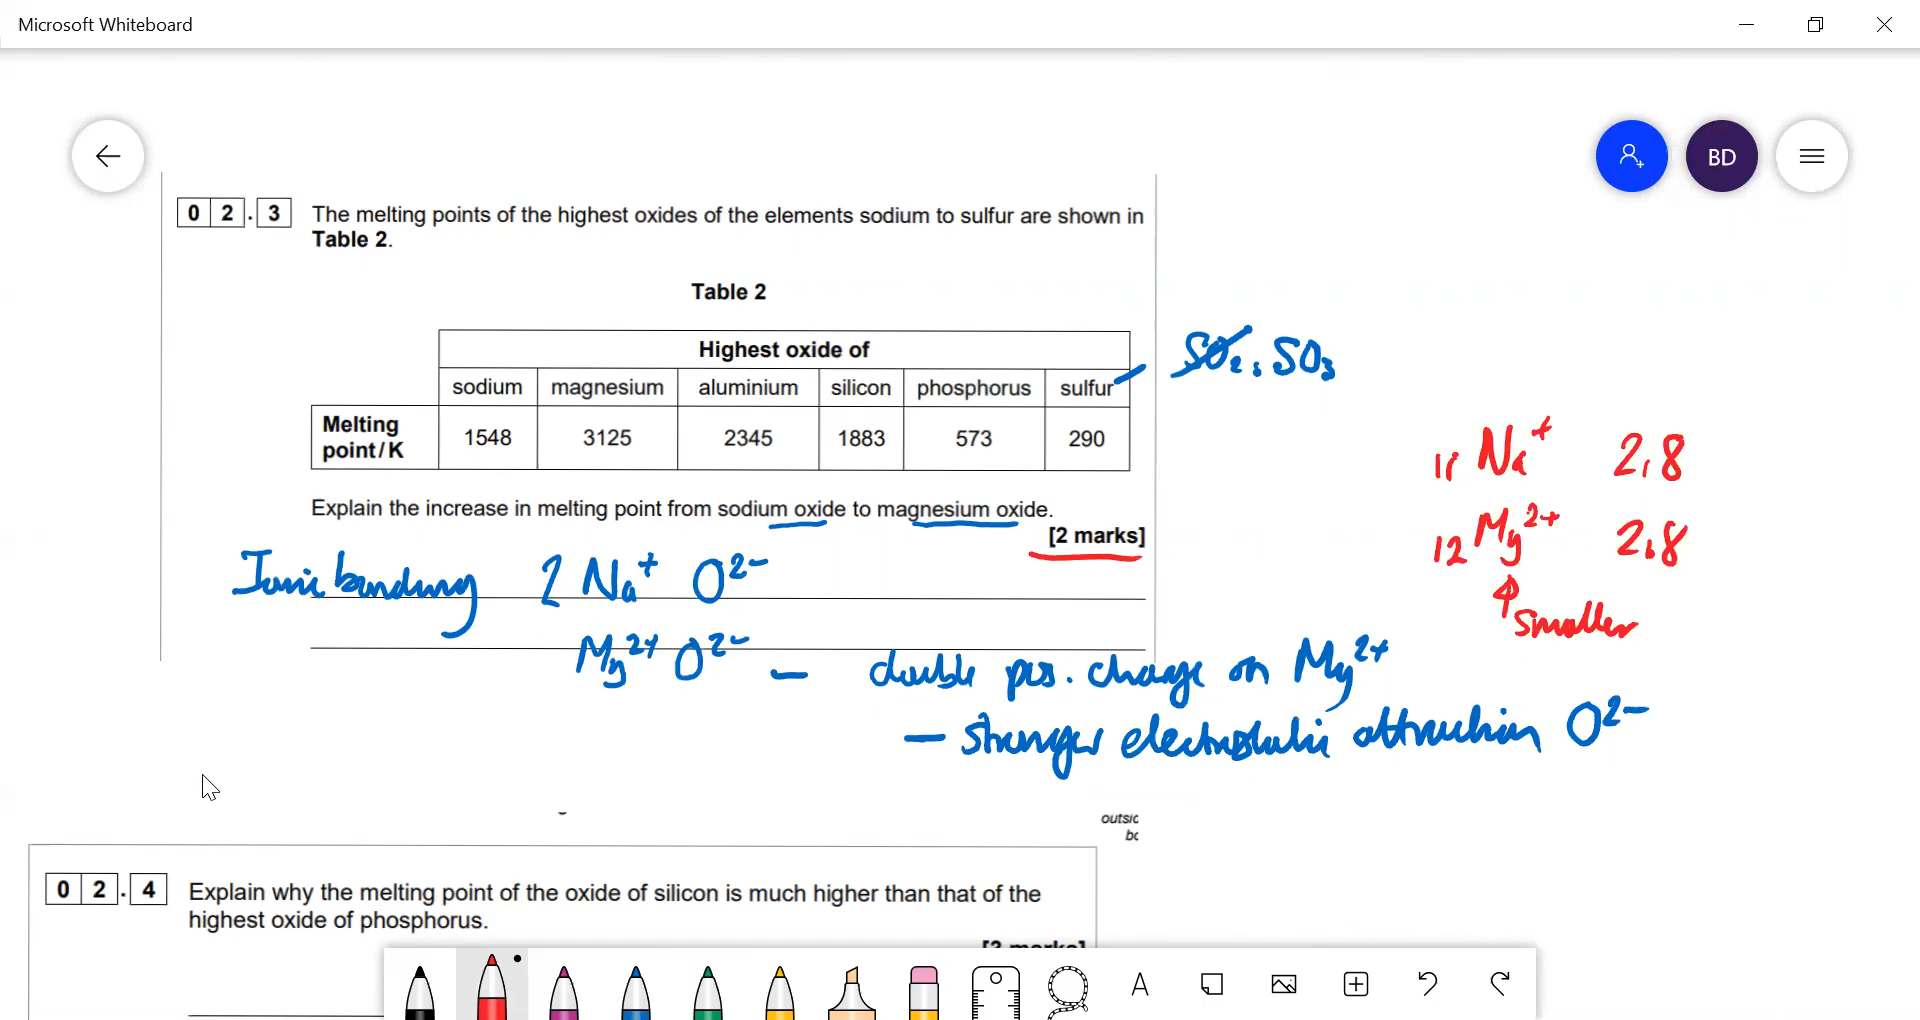 Microsoft Whiteboard
BD
0 2 . 3 The melting points of the highest oxides of the elements sodium to sulfur are shown in
Table 2.
Table 2
Highest oxide of
sodium magnesium aluminium silicon phosphorus sulfur
Melting point/K 1548 3125 2345 1883 573 290
SO2 : SO3
11 Na+ 2,8
12 Mg2+ 2,8
smaller
Explain the increase in melting point from sodium oxide to magnesium oxide.
[2 marks]
Ionic bonding 2 Na+ O2-
Mg2+ O2- — double pos. charge on Mg2+
— stronger electrostatic attraction O2-
outsid
bo
0 2 . 4 Explain why the melting point of the oxide of silicon is much higher than that of the
highest oxide of phosphorus.
marks]
A